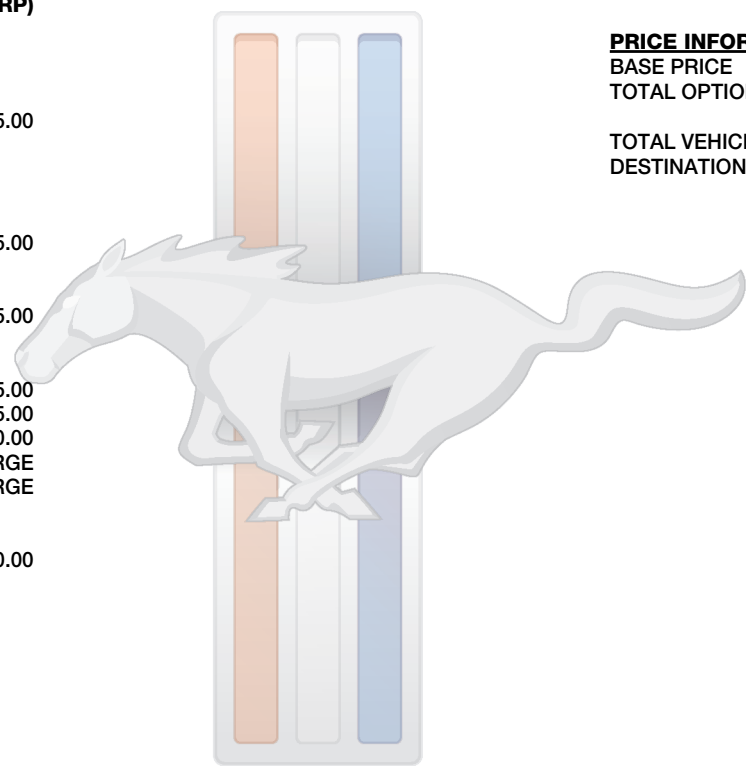 RP)
5.00
5.00
5.00
5.00
5.00
0.00
RGE
RGE
0.00
PRICE INFOR
BASE PRICE
TOTAL OPTIO
TOTAL VEHICL
DESTINATION